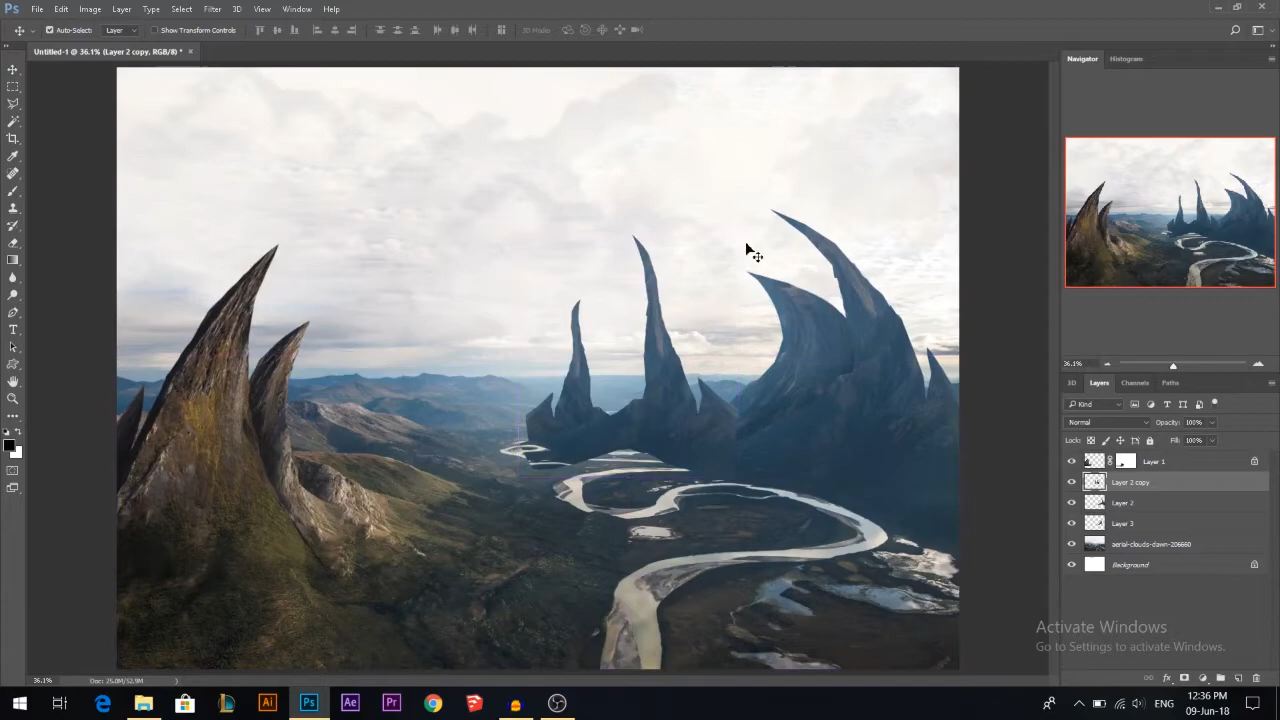 Ps File Edit Image Layer Type Select Filter 3D View Window Help
Auto-Select: Layer Show Transform Controls 3D Mode
Untitled-1 @ 36.1% (Layer 2 copy, RGB/8) * ×
Navigator Histogram
36.1%
3D Layers Channels Paths
Kind
Normal Opacity: 100%
Lock: Fill: 100%
Layer 1
Layer 2 copy
Layer 2
Layer 3
aerial-clouds-dawn-206660
Background
Activate Windows
Go to Settings to activate Windows.
36.1% Doc: 25.0M/52.9M
Ai Ps Ae Pr ENG 12:36 PM
09-Jun-18